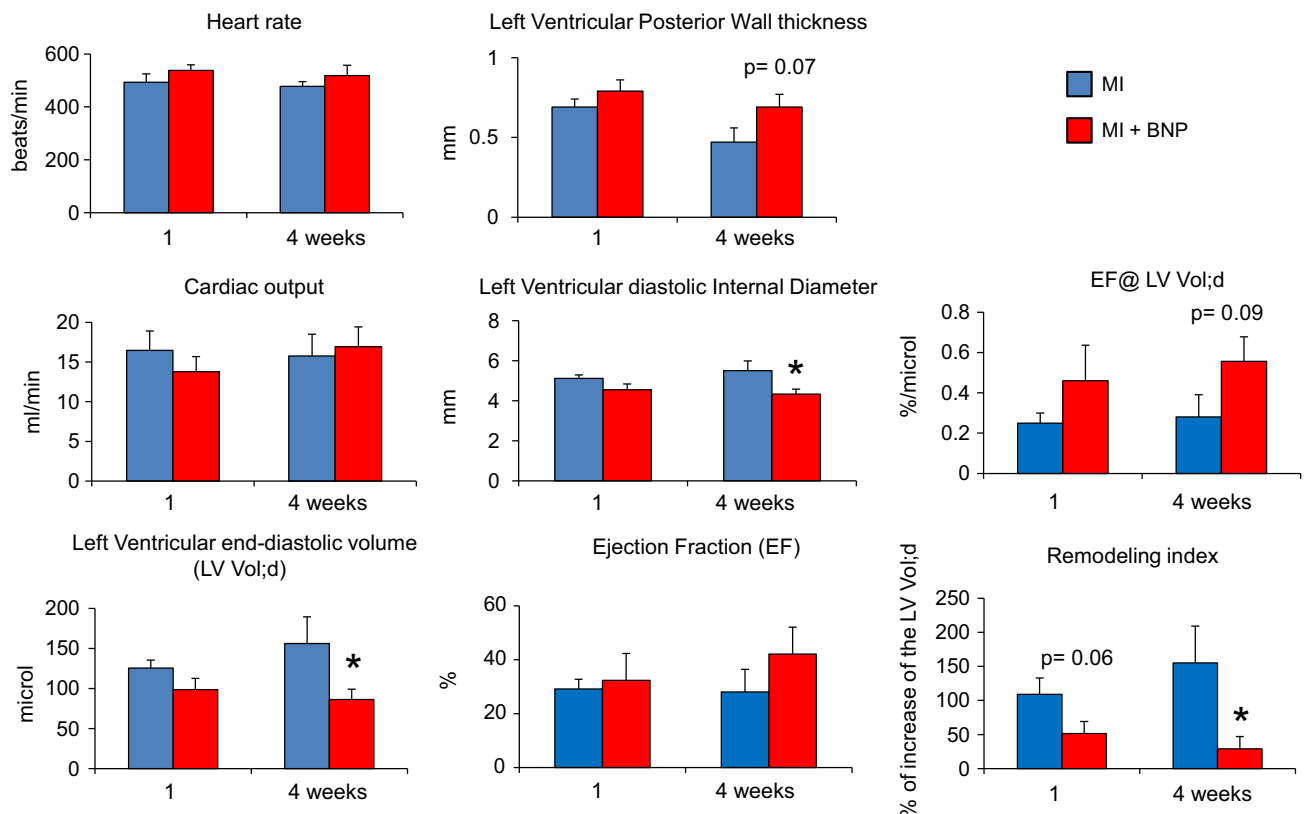 Heart rate
beats/min
600
400
200
0
1
4 weeks
Left Ventricular Posterior Wall thickness
mm
1
0.5
0
p= 0.07
1
4 weeks
MI
MI + BNP
Cardiac output
ml/min
20
15
10
5
0
1
4 weeks
Left Ventricular diastolic Internal Diameter
mm
8
6
4
2
0
*
1
4 weeks
EF@ LV Vol;d
%/microl
0.8
0.6
0.4
0.2
0
p= 0.09
1
4 weeks
Left Ventricular end-diastolic volume
(LV Vol;d)
microl
200
150
100
50
0
*
1
4 weeks
Ejection Fraction (EF)
%
60
40
20
0
1
4 weeks
Remodeling index
% of increase of the LV Vol;d
250
200
150
100
50
0
p= 0.06
*
1
4 weeks